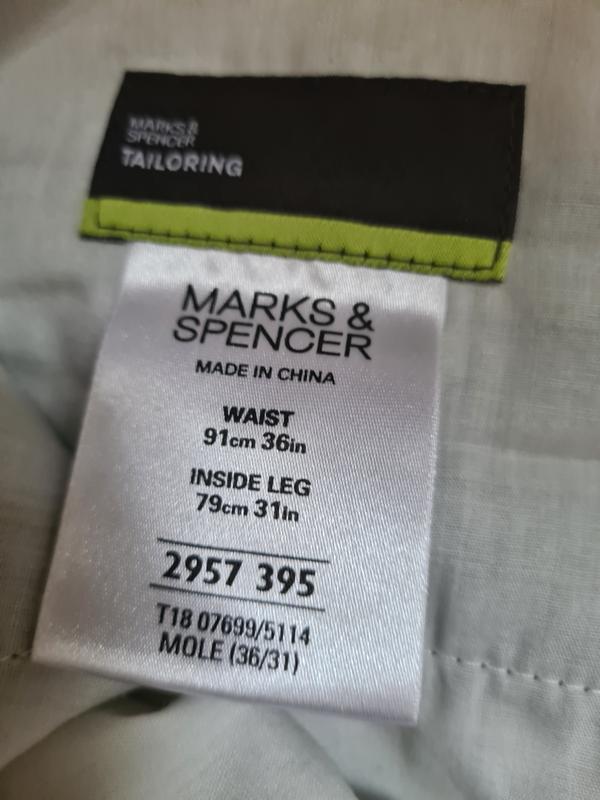 MARKS &
SPENCER
TAILORING
MARKS &
SPENCER
MADE IN CHINA
WAIST
91cm 36in
INSIDE LEG
79cm 31in
2957 395
T18 07699/5114
MOLE (36/31)